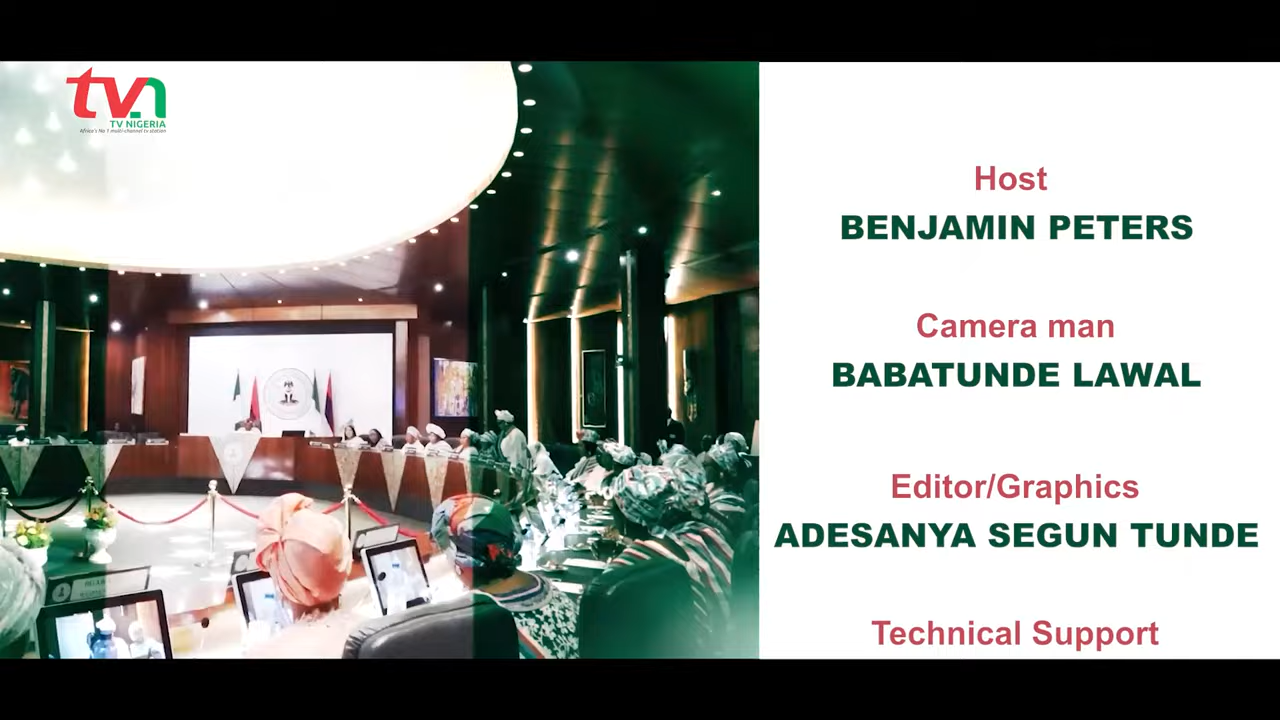 tvn
TV NIGERIA
Africa's No 1 multi-channel tv station
Host
BENJAMIN PETERS
Camera man
BABATUNDE LAWAL
Editor/Graphics
ADESANYA SEGUN TUNDE
Technical Support